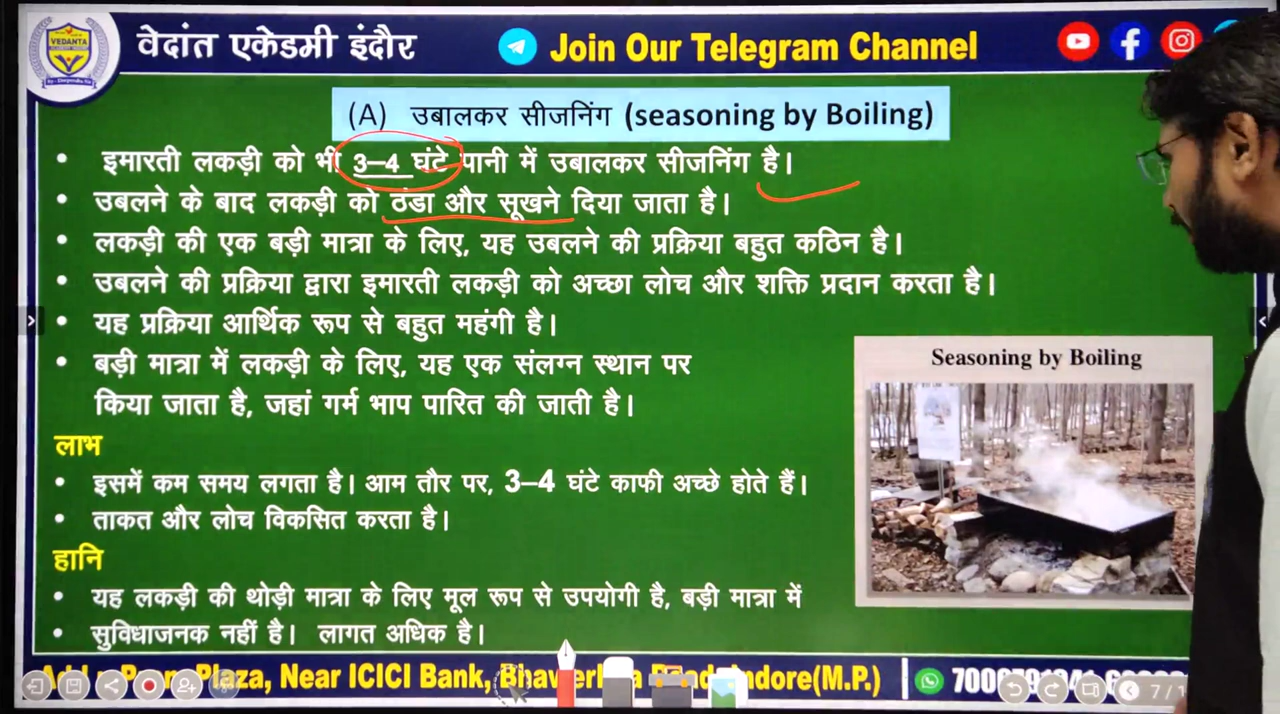 VEDANTA
वेदांत एकेडमी इंदौर
Join Our Telegram Channel
(A) उबालकर सीजनिंग (seasoning by Boiling)
• इमारती लकड़ी को भी 3–4 घंटे पानी में उबालकर सीजनिंग है।
• उबलने के बाद लकड़ी को ठंडा और सूखने दिया जाता है।
• लकड़ी की एक बड़ी मात्रा के लिए, यह उबलने की प्रक्रिया बहुत कठिन है।
• उबलने की प्रक्रिया द्वारा इमारती लकड़ी को अच्छा लोच और शक्ति प्रदान करता है।
• यह प्रक्रिया आर्थिक रूप से बहुत महंगी है।
• बड़ी मात्रा में लकड़ी के लिए, यह एक संलग्न स्थान पर
किया जाता है, जहां गर्म भाप पारित की जाती है।
Seasoning by Boiling
लाभ
• इसमें कम समय लगता है। आम तौर पर, 3–4 घंटे काफी अच्छे होते हैं।
• ताकत और लोच विकसित करता है।
हानि
• यह लकड़ी की थोड़ी मात्रा के लिए मूल रूप से उपयोगी है, बड़ी मात्रा में
• सुविधाजनक नहीं है। लागत अधिक है।
Plaza, Near ICICI Bank, ndore(M.P.)
7 / 1